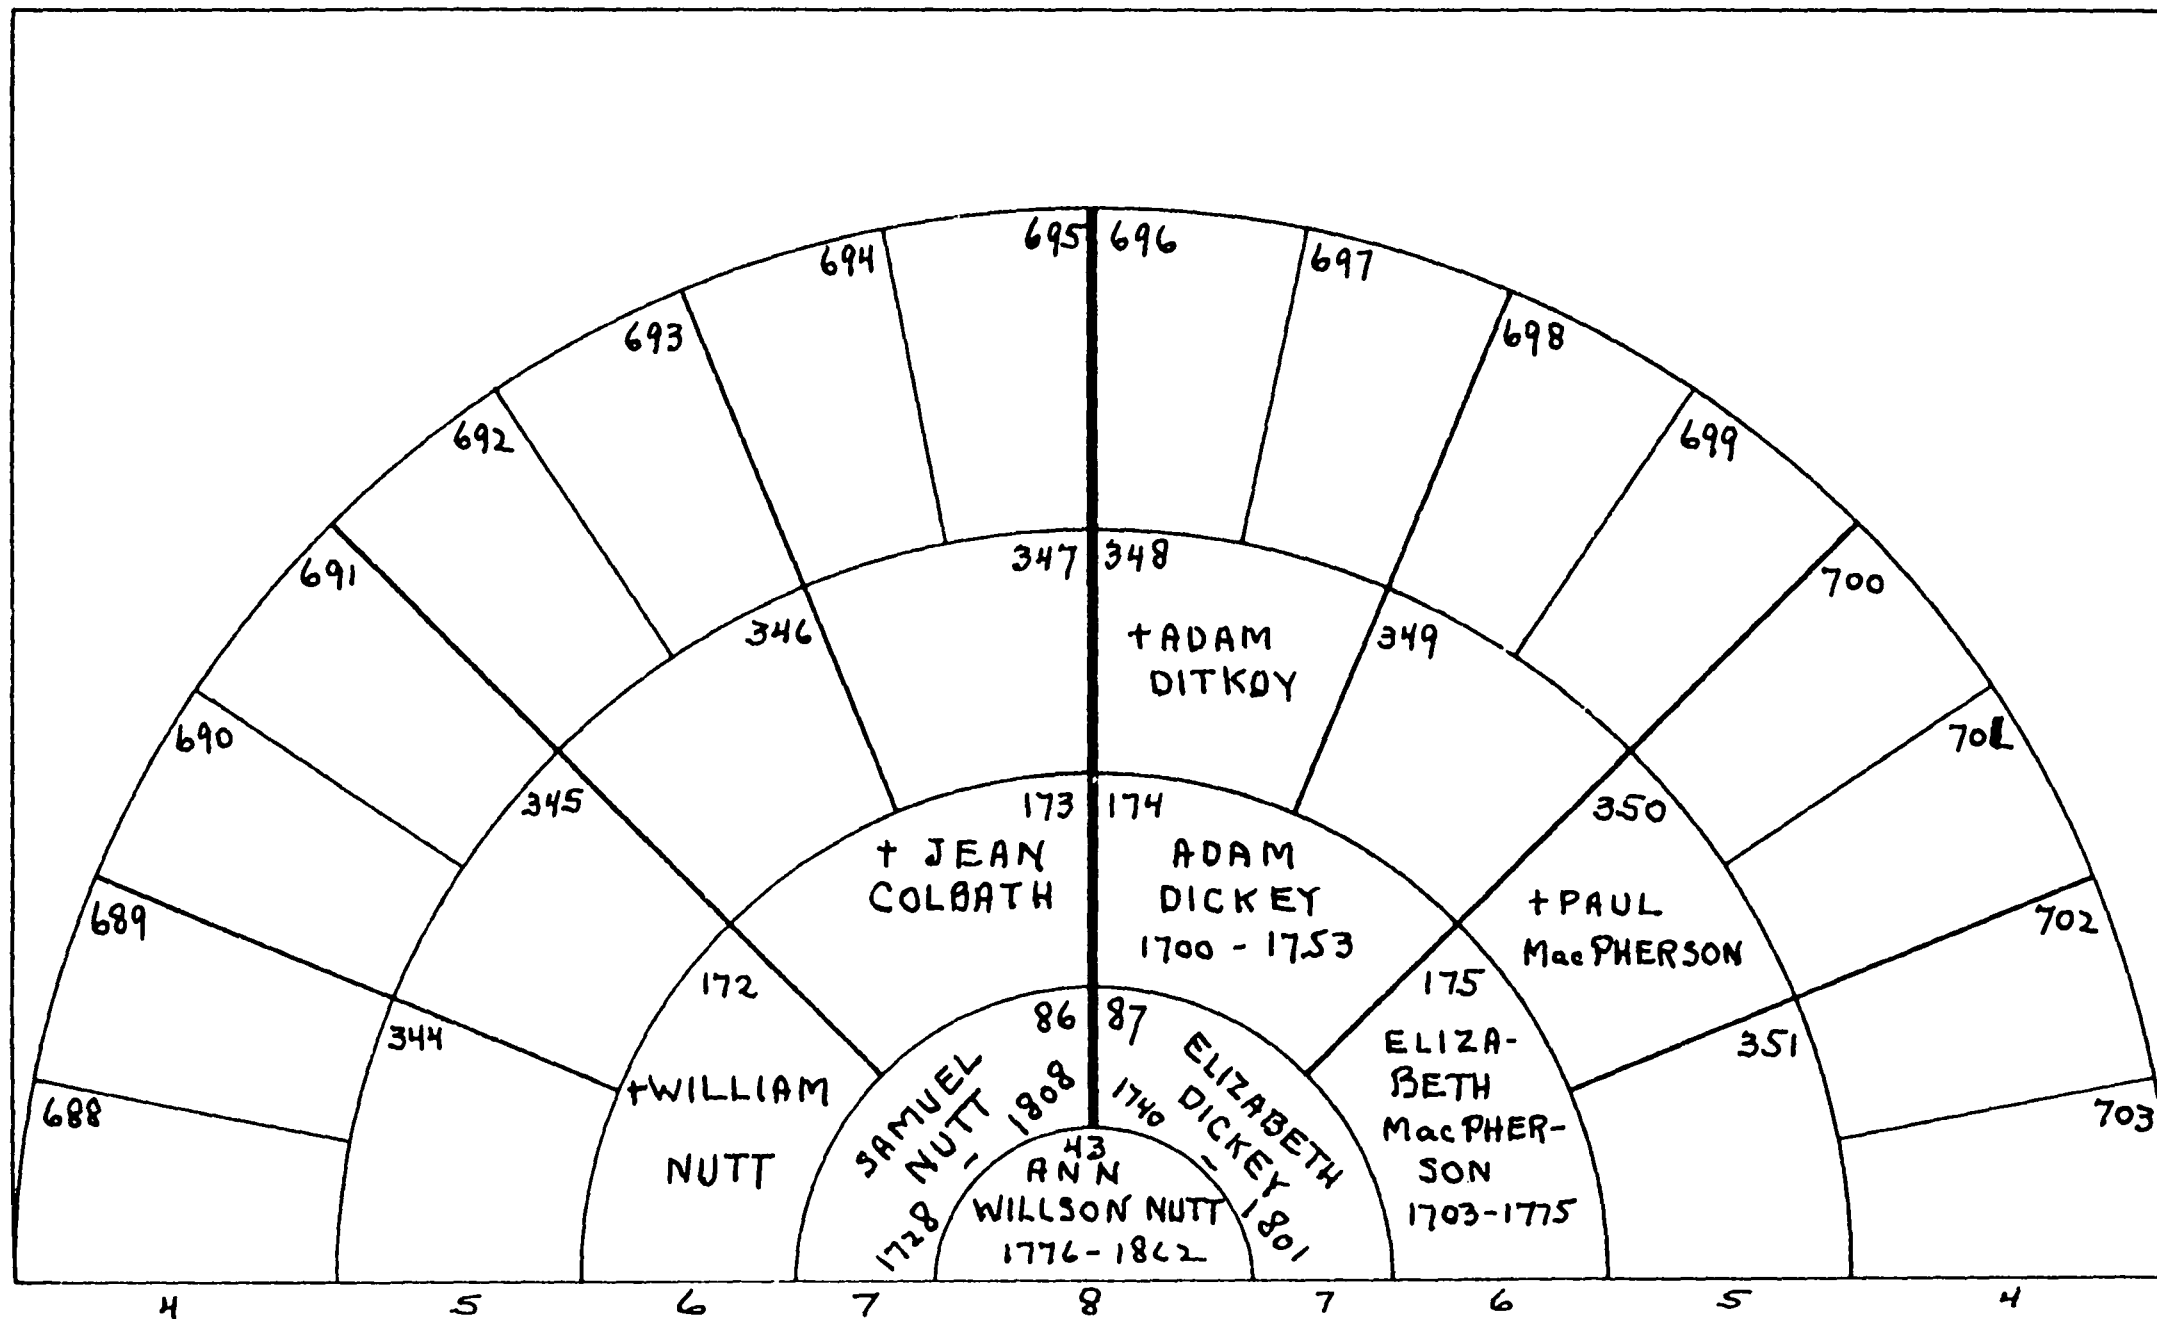 695 696
694 697
693 698
692 699
691 700
690 701
689 702
688 703
347 348
346 349
345 350
344 351
+ADAM
DITKOY
173 174
172 175
+ JEAN
COLBATH
ADAM
DICKEY
1700 - 1753
+PAUL
MacPHERSON
+WILLIAM
NUTT
86 87
SAMUEL
NUTT
1728 - 1808
ELIZABETH
DICKEY
1740 - 1801
ELIZA-
BETH
MacPHER-
SON
1703-1775
43
ANN
WILLSON NUTT
1776-1862
4 5 6 7 8 7 6 5 4